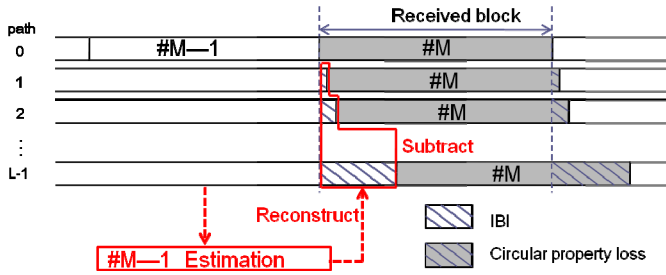 path
Received block
0
#M—1
#M
1
#M
2
#M
⋮
Subtract
L-1
#M
Reconstruct
IBI
#M—1 Estimation
Circular property loss